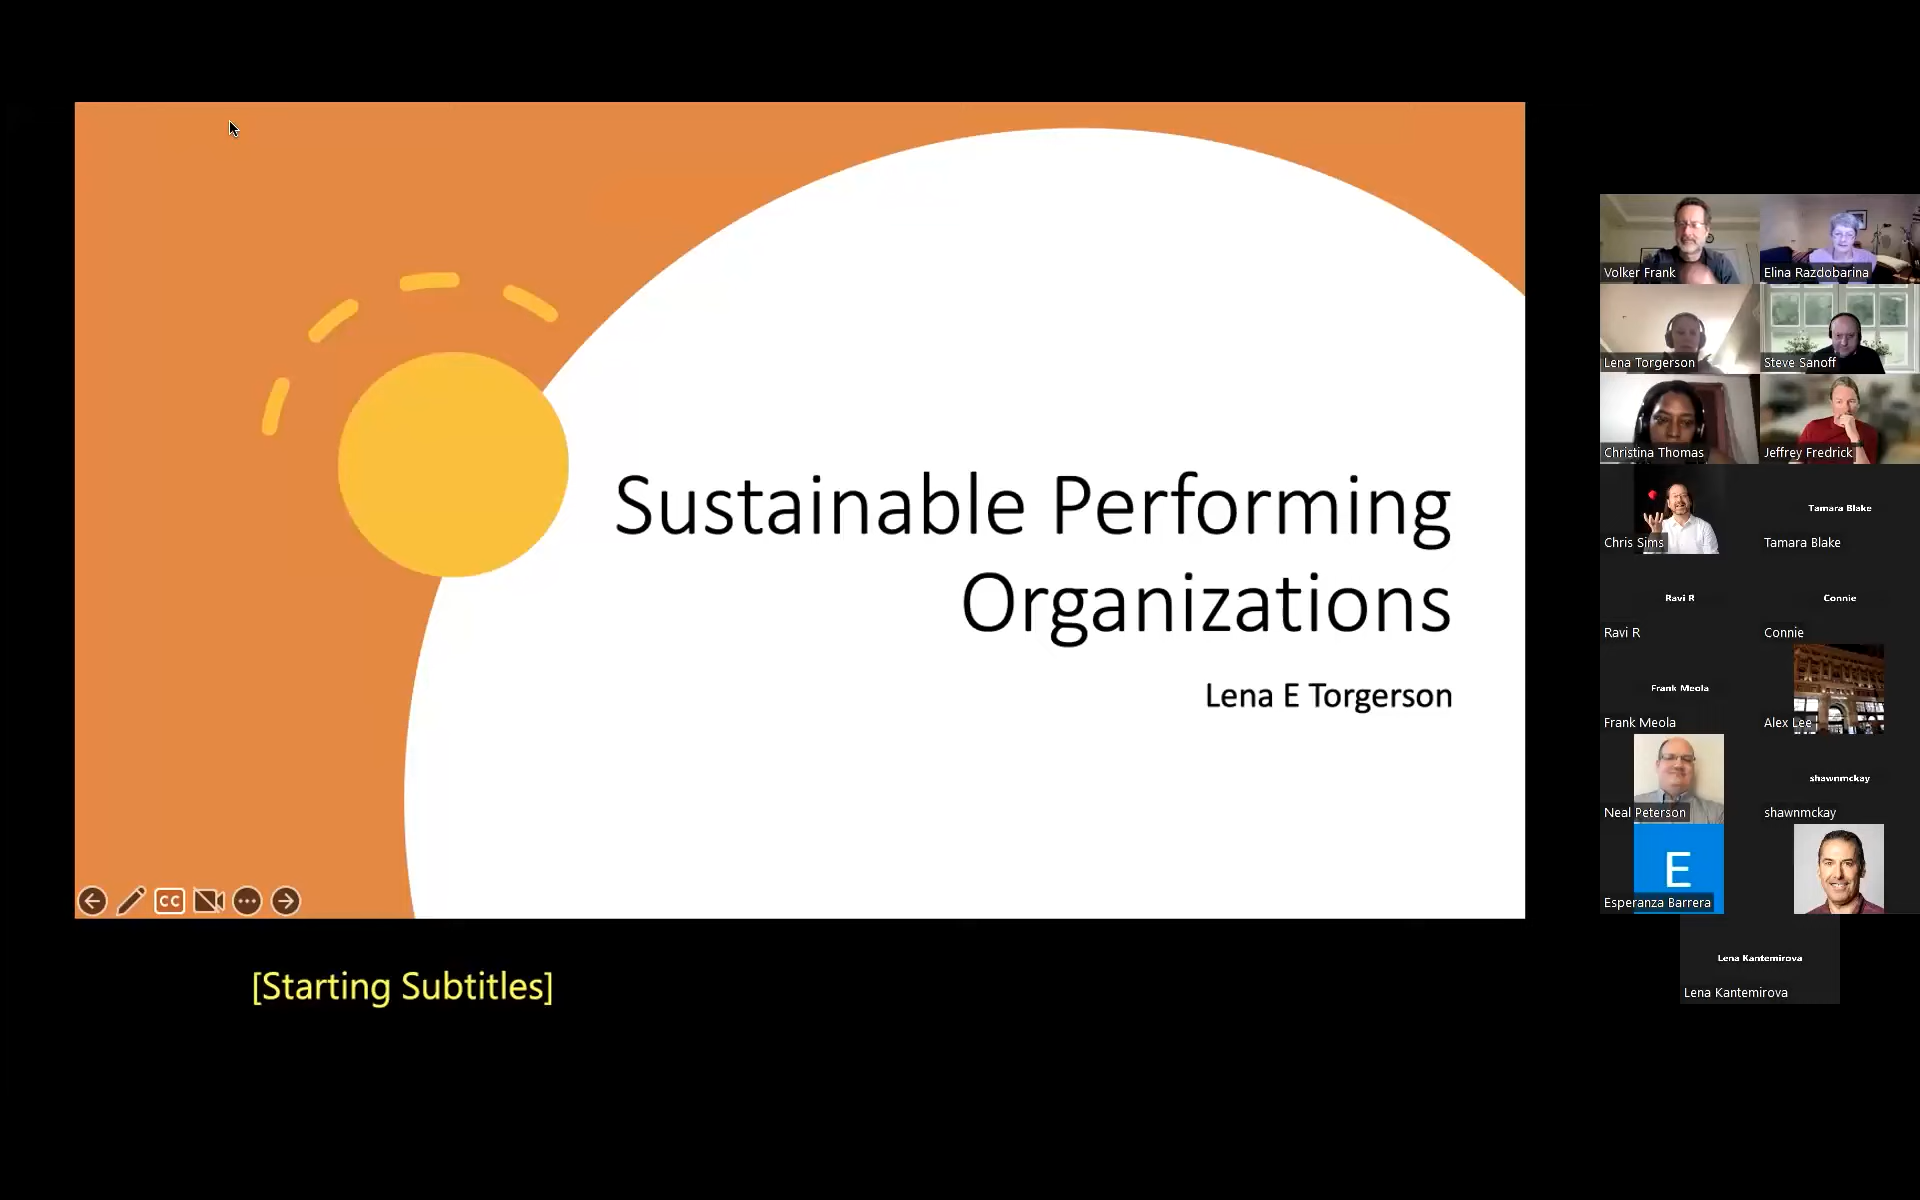 Sustainable Performing
Organizations
Lena E Torgerson
CC
[Starting Subtitles]
Volker Frank
Elina Razdobarina
Lena Torgerson
Steve Sanoff
Christina Thomas
Jeffrey Fredrick
Chris Sims
Tamara Blake
Tamara Blake
Ravi R
Ravi R
Connie
Connie
Frank Meola
Frank Meola
Alex Lee
Neal Peterson
shawnmckay
shawnmckay
E
Esperanza Barrera
Lena Kantemirova
Lena Kantemirova